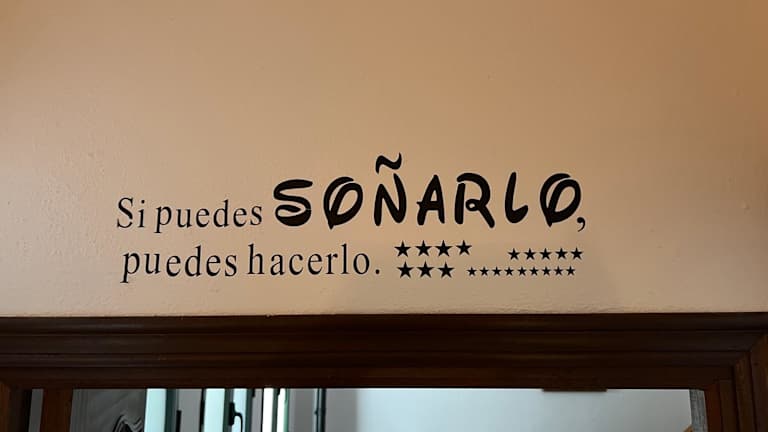 Si puedes SOÑARLO,
puedes hacerlo.